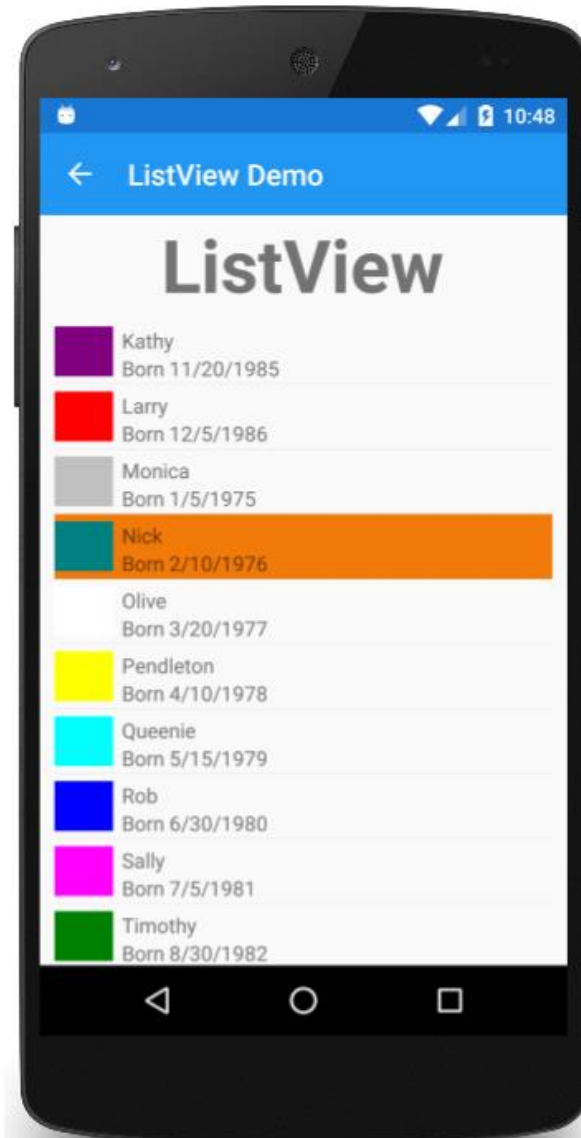 10:48
ListView Demo
ListView
Kathy
Born 11/20/1985
Larry
Born 12/5/1986
Monica
Born 1/5/1975
Nick
Born 2/10/1976
Olive
Born 3/20/1977
Pendleton
Born 4/10/1978
Queenie
Born 5/15/1979
Rob
Born 6/30/1980
Sally
Born 7/5/1981
Timothy
Born 8/30/1982